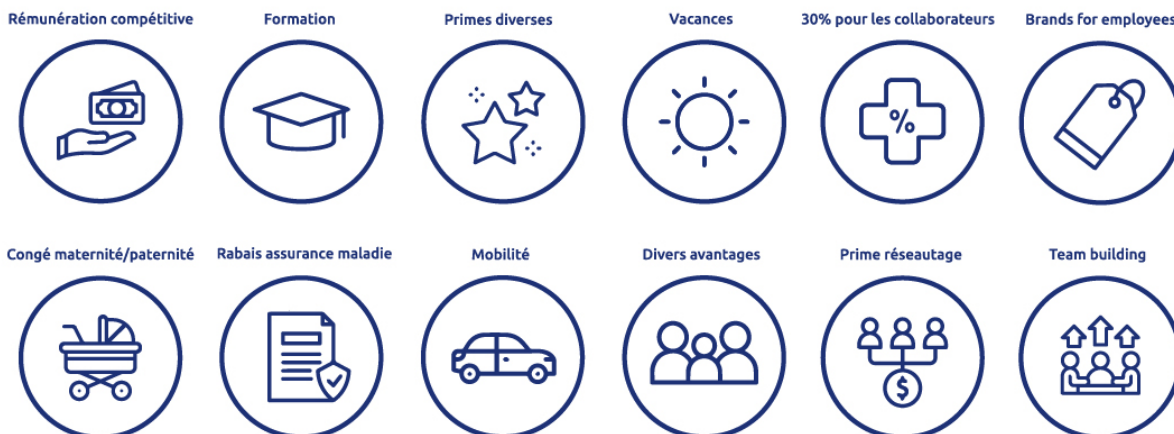 Rémunération compétitive
Formation
Primes diverses
Vacances
30% pour les collaborateurs
Brands for employees
%
Congé maternité/paternité
Rabais assurance maladie
Mobilité
Divers avantages
Prime réseautage
Team building
$